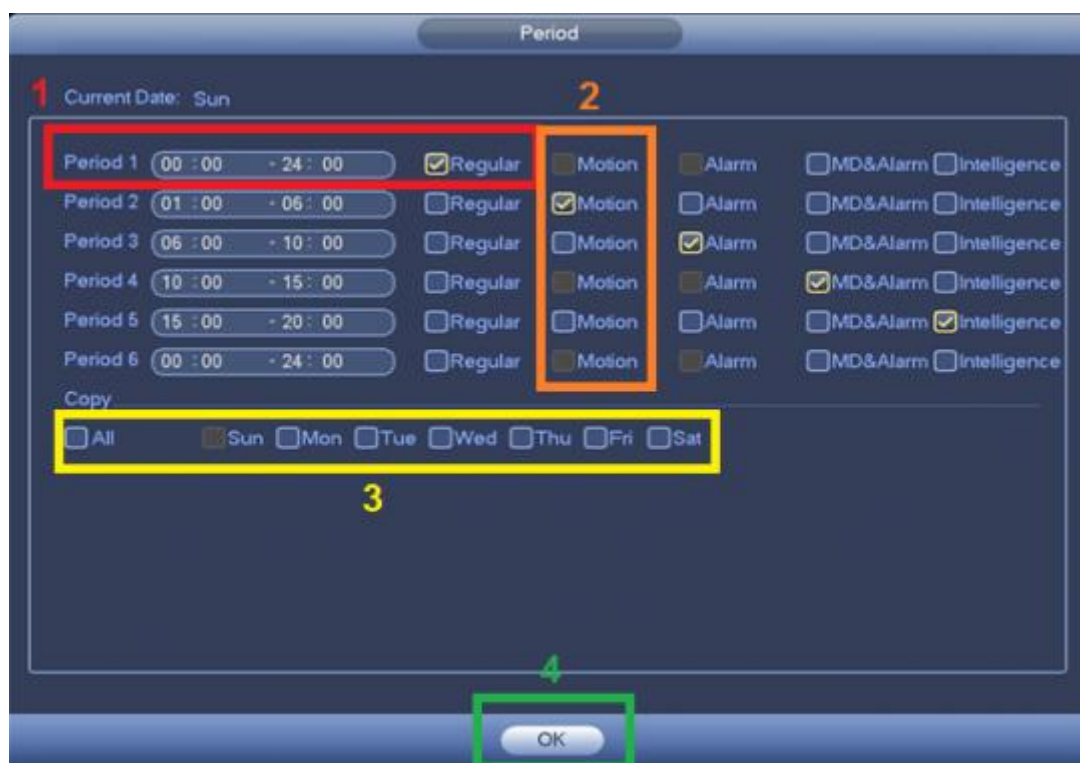 Period
1 Current Date: Sun 2
Period 1 00 : 00 - 24 : 00 Regular Motion Alarm MD&Alarm Intelligence
Period 2 01 : 00 - 06 : 00 Regular Motion Alarm MD&Alarm Intelligence
Period 3 06 : 00 - 10 : 00 Regular Motion Alarm MD&Alarm Intelligence
Period 4 10 : 00 - 15 : 00 Regular Motion Alarm MD&Alarm Intelligence
Period 5 15 : 00 - 20 : 00 Regular Motion Alarm MD&Alarm Intelligence
Period 6 00 : 00 - 24 : 00 Regular Motion Alarm MD&Alarm Intelligence
Copy
All Sun Mon Tue Wed Thu Fri Sat
3
4
OK